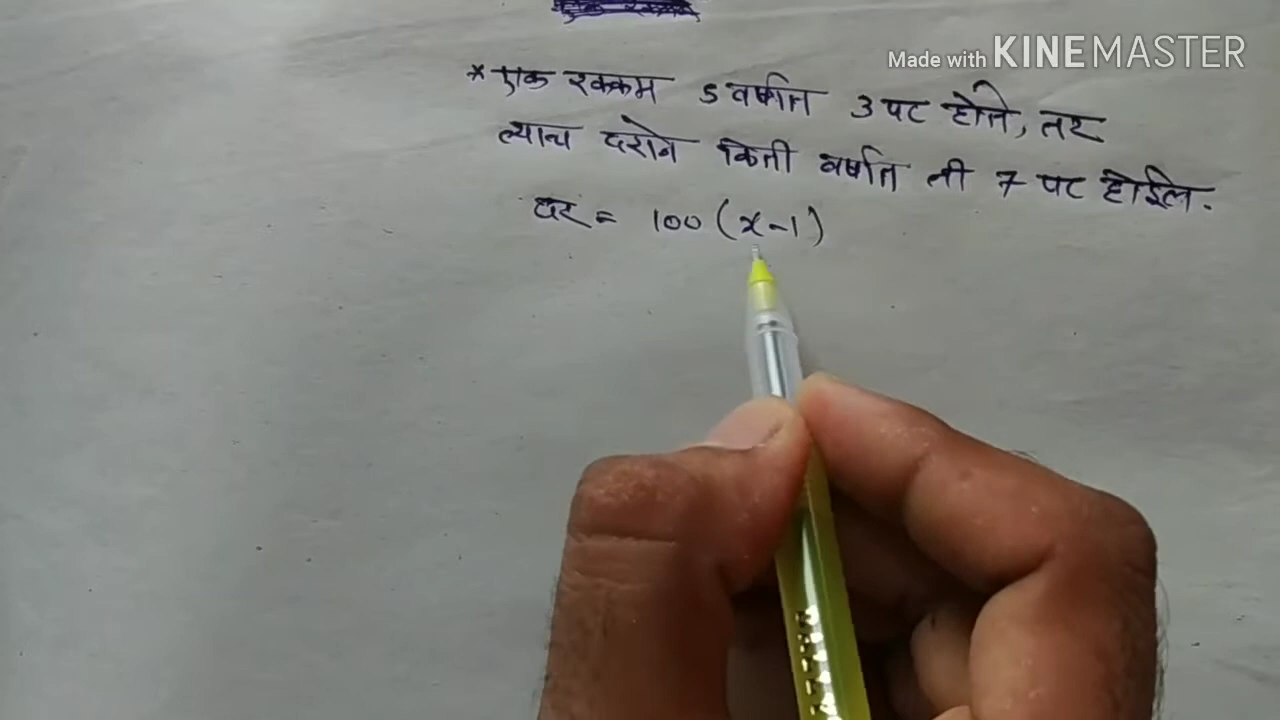 Made with KINEMASTER
* एक रक्कम 5 वर्षात 3 पट होते, तर
त्याच दराने किती वर्षात ती 7 पट होईल.
दर = 100 (x-1)